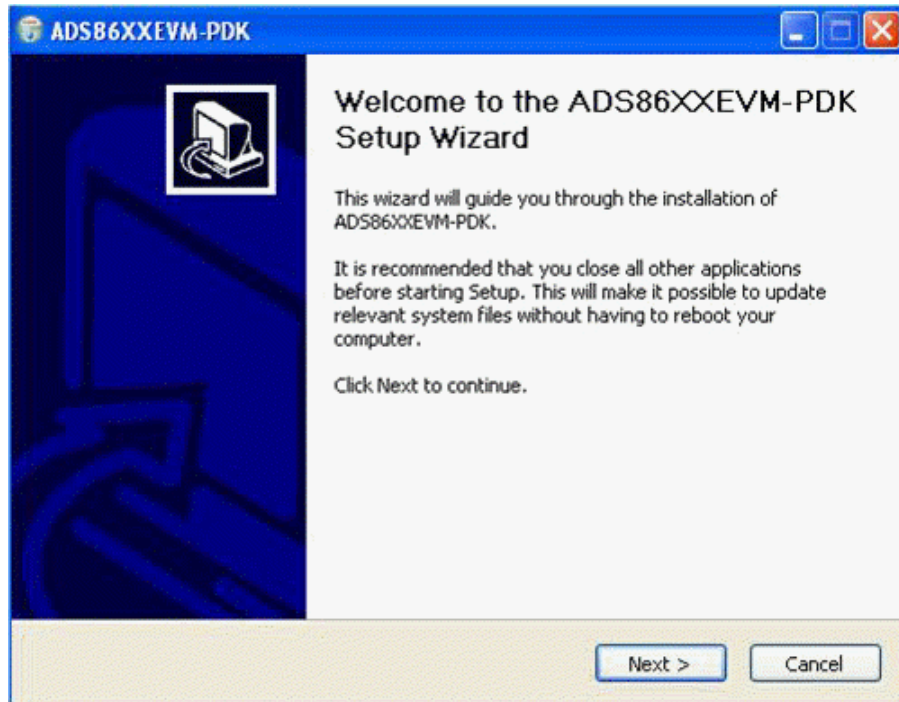 ADS86XXEVM-PDK
Welcome to the ADS86XXEVM-PDK
Setup Wizard
This wizard will guide you through the installation of
ADS86XXEVM-PDK.
It is recommended that you close all other applications
before starting Setup. This will make it possible to update
relevant system files without having to reboot your
computer.
Click Next to continue.
Next >
Cancel